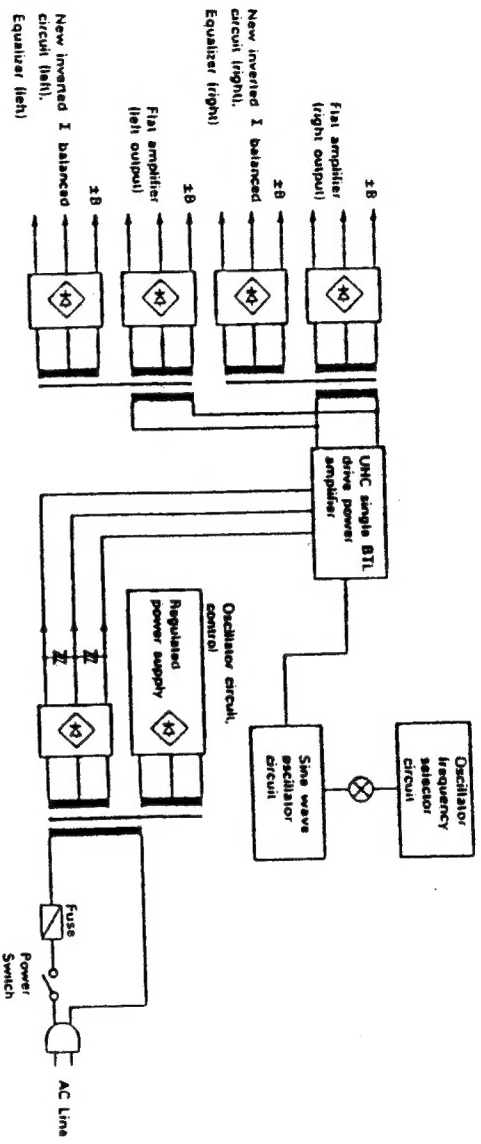 Oscillator
frequency
selector
circuit
Sine wave
oscillator
circuit
UHC single BTL
drive power
amplifier
Oscillator circuit,
control
Regulated
power supply
Fuse
Power
Switch
AC Line
±B
Flat amplifier
(right output)
±B
New inverted Σ balanced
circuit (right),
Equalizer (right)
±B
Flat amplifier
(left output)
±B
New inverted Σ balanced
circuit (left),
Equalizer (left)